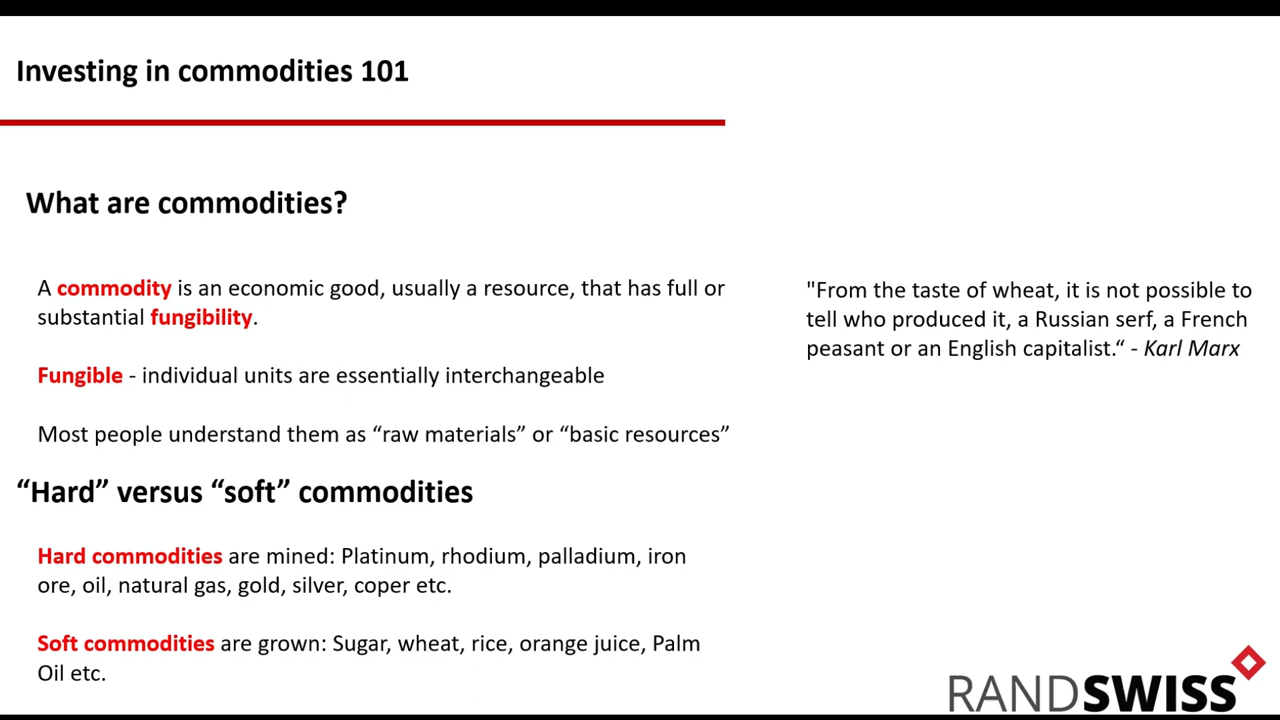 Investing in commodities 101
What are commodities?
A commodity is an economic good, usually a resource, that has full or
substantial fungibility.
Fungible - individual units are essentially interchangeable
Most people understand them as “raw materials” or “basic resources”
"From the taste of wheat, it is not possible to
tell who produced it, a Russian serf, a French
peasant or an English capitalist.“ - Karl Marx
“Hard” versus “soft” commodities
Hard commodities are mined: Platinum, rhodium, palladium, iron
ore, oil, natural gas, gold, silver, coper etc.
Soft commodities are grown: Sugar, wheat, rice, orange juice, Palm
Oil etc.
RANDSWISS